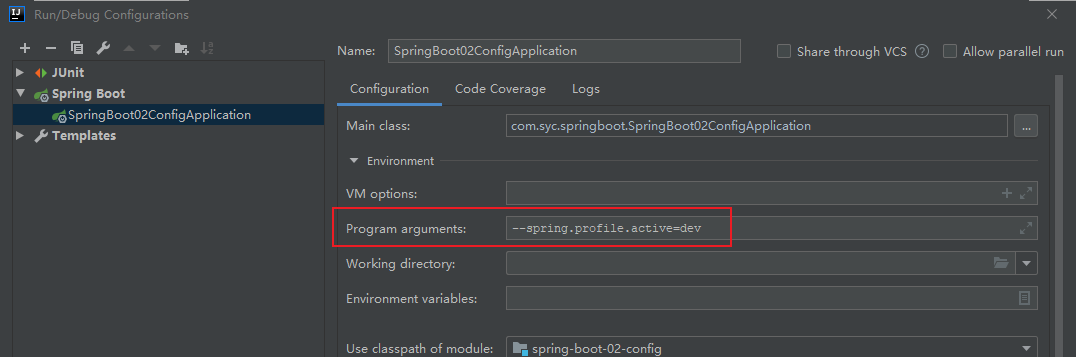 IJ Run/Debug Configurations
Name: SpringBoot02ConfigApplication Share through VCS ? Allow parallel run
JUnit
Spring Boot
SpringBoot02ConfigApplication
Templates
Configuration Code Coverage Logs
Main class: com.syc.springboot.SpringBoot02ConfigApplication ...
Environment
VM options:
Program arguments: --spring.profile.active=dev
Working directory:
Environment variables:
Use classpath of module: spring-boot-02-config